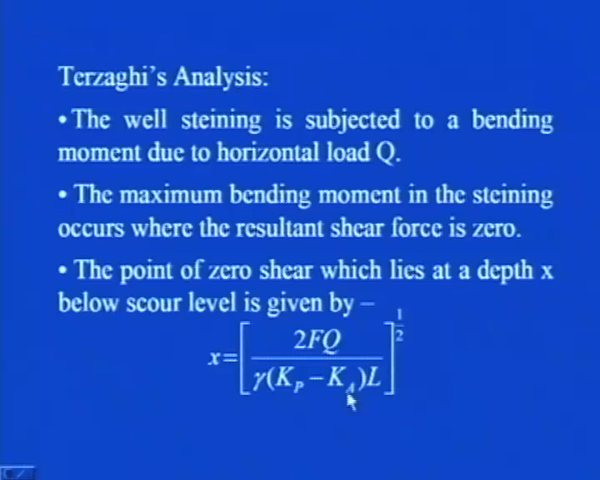 Terzaghi's Analysis:
•The well steining is subjected to a bending
moment due to horizontal load Q.
• The maximum bending moment in the steining
occurs where the resultant shear force is zero.
• The point of zero shear which lies at a depth x
below scour level is given by –
x=[2FQ / γ(K_P − K_A)L]^(1/2)